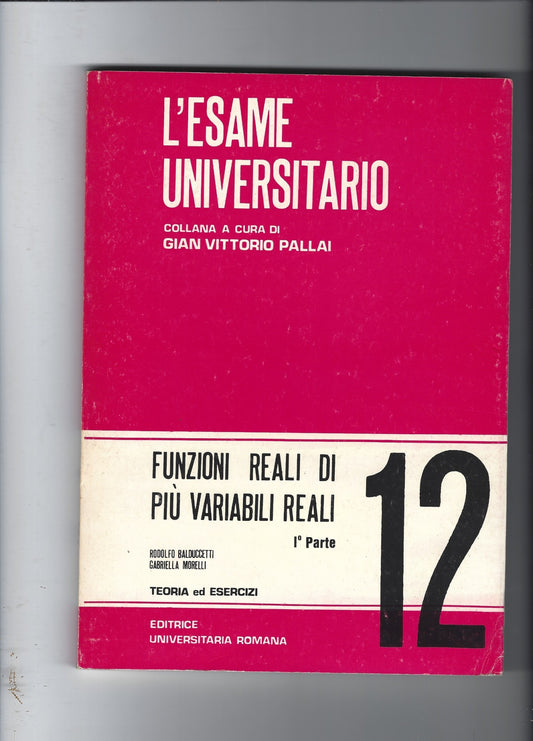 L'ESAME
UNIVERSITARIO
COLLANA A CURA DI
GIAN VITTORIO PALLAI
FUNZIONI REALI DI
PIÙ VARIABILI REALI
I° Parte
RODOLFO BALDUCCETTI
GABRIELLA MORELLI
TEORIA ed ESERCIZI
12
EDITRICE
UNIVERSITARIA ROMANA